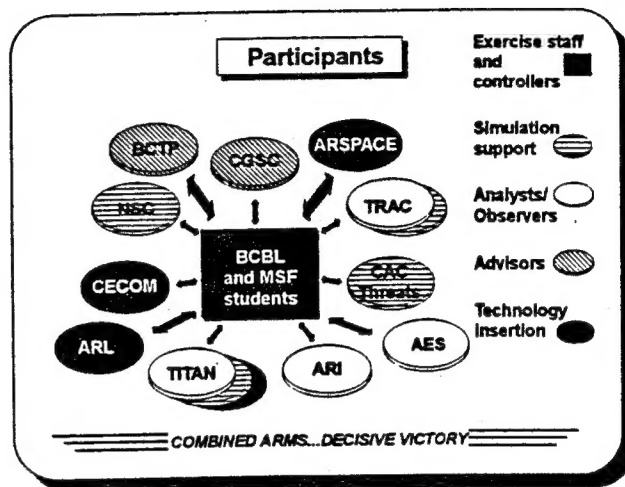 Participants
Exercise staff
and
controllers
Simulation
support
Analysts/
Observers
Advisors
Technology
insertion
BCTP
CGSC
ARSPACE
NSC
TRAC
BCBL
and MSF
students
CECOM
CAC
Threats
ARL
TITAN
ARI
AES
COMBINED ARMS...DECISIVE VICTORY